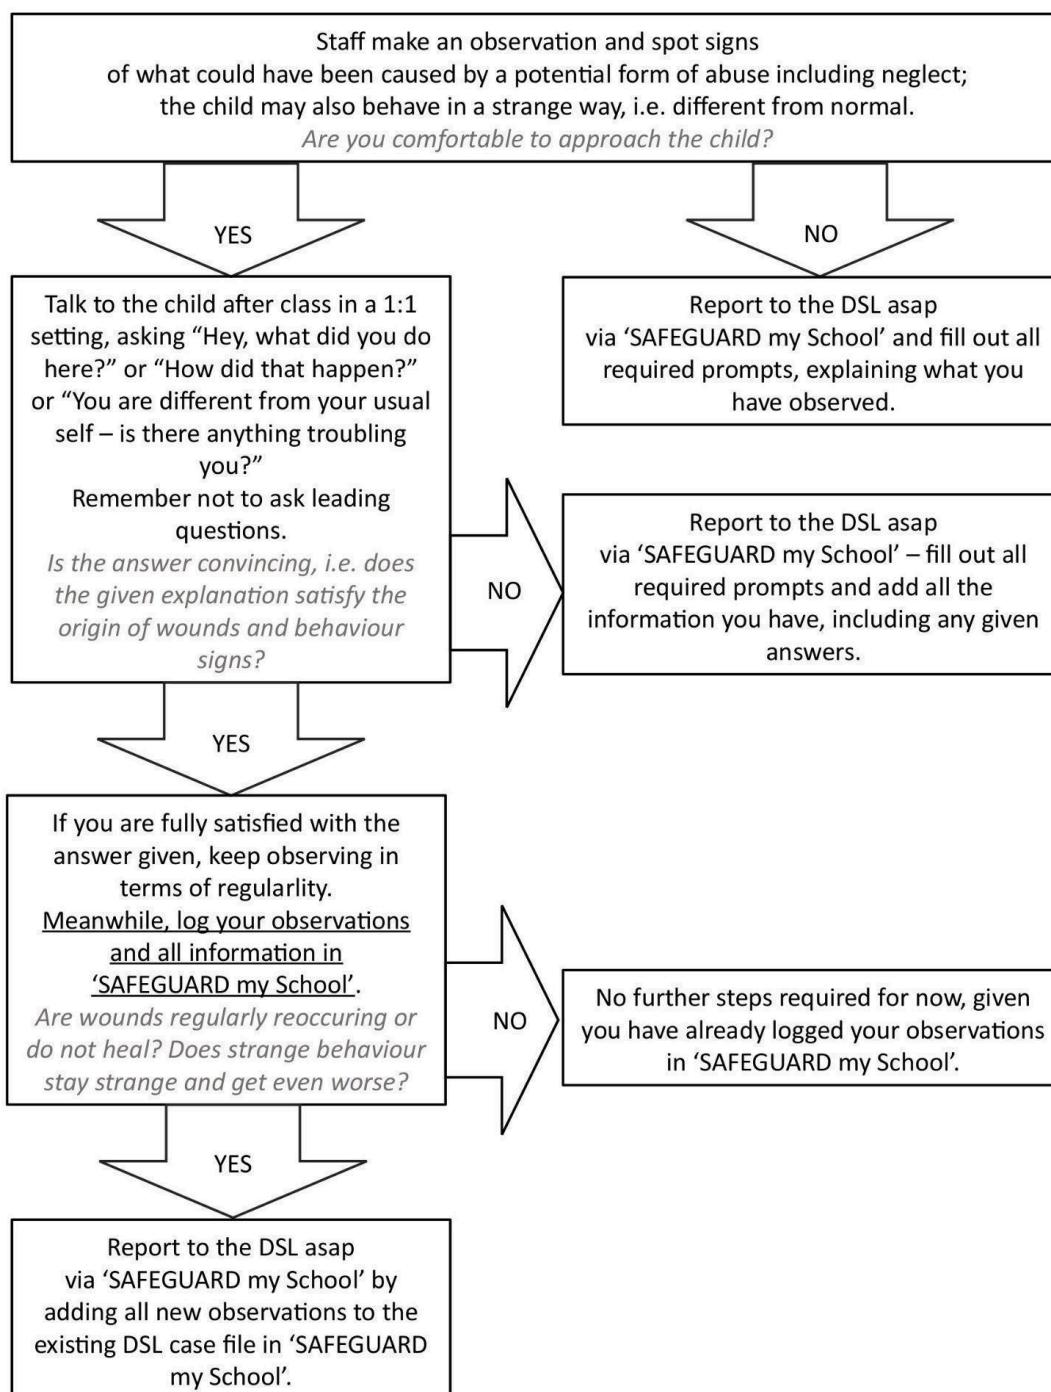 Staff make an observation and spot signs
of what could have been caused by a potential form of abuse including neglect;
the child may also behave in a strange way, i.e. different from normal.
Are you comfortable to approach the child?
YES
NO
Talk to the child after class in a 1:1
setting, asking “Hey, what did you do
here?” or “How did that happen?”
or “You are different from your usual
self – is there anything troubling
you?”
Remember not to ask leading
questions.
Is the answer convincing, i.e. does
the given explanation satisfy the
origin of wounds and behaviour
signs?
Report to the DSL asap
via ‘SAFEGUARD my School’ and fill out all
required prompts, explaining what you
have observed.
NO
Report to the DSL asap
via ‘SAFEGUARD my School’ – fill out all
required prompts and add all the
information you have, including any given
answers.
YES
If you are fully satisfied with the
answer given, keep observing in
terms of regularlity.
Meanwhile, log your observations
and all information in
‘SAFEGUARD my School’.
Are wounds regularly reoccuring or
do not heal? Does strange behaviour
stay strange and get even worse?
NO
No further steps required for now, given
you have already logged your observations
in ‘SAFEGUARD my School’.
YES
Report to the DSL asap
via ‘SAFEGUARD my School’ by
adding all new observations to the
existing DSL case file in ‘SAFEGUARD
my School’.